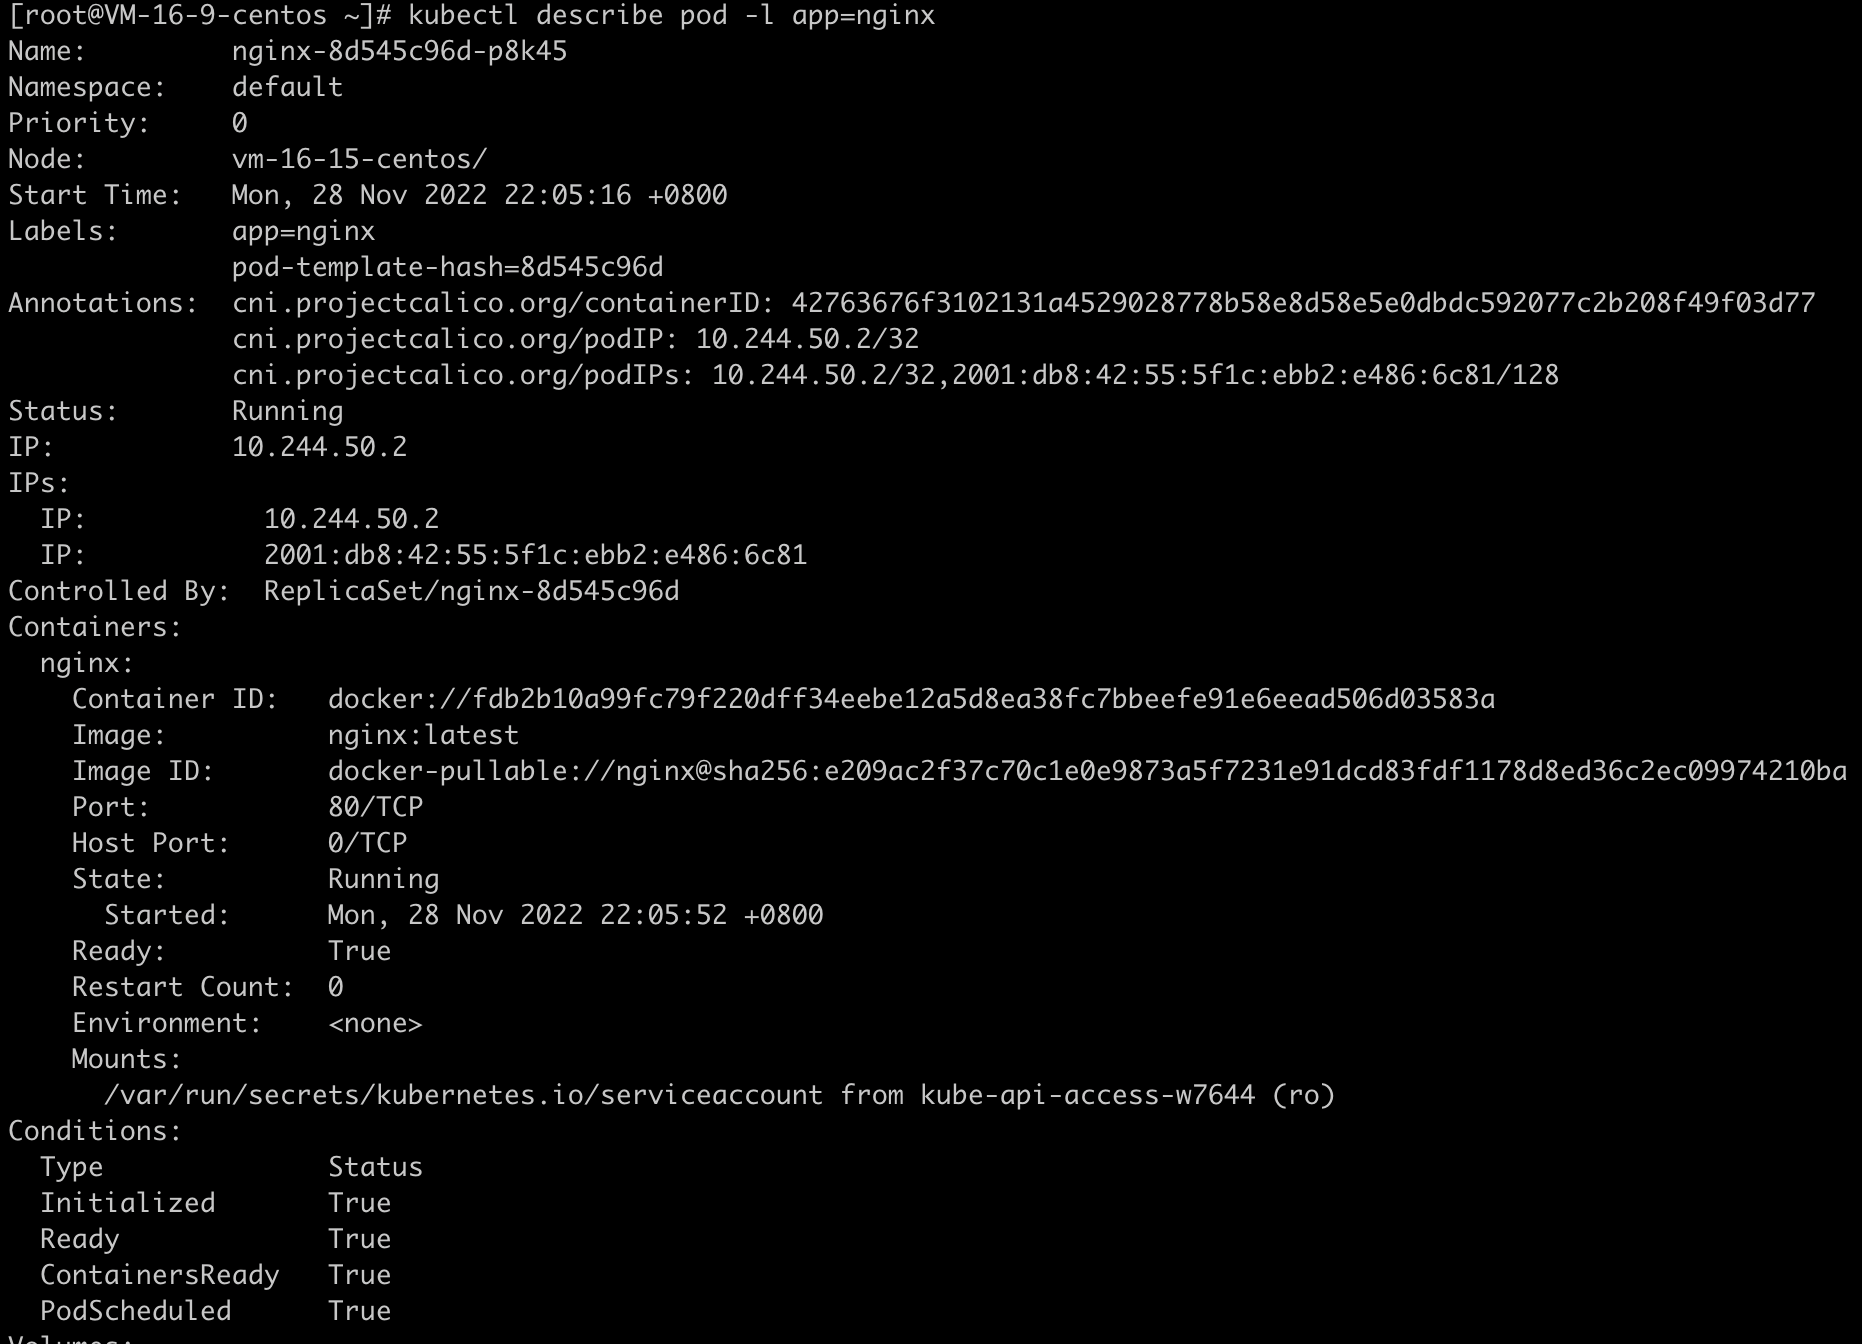 [root@VM-16-9-centos ~]# kubectl describe pod -l app=nginx
Name:         nginx-8d545c96d-p8k45
Namespace:    default
Priority:     0
Node:         vm-16-15-centos/
Start Time:   Mon, 28 Nov 2022 22:05:16 +0800
Labels:       app=nginx
              pod-template-hash=8d545c96d
Annotations:  cni.projectcalico.org/containerID: 42763676f3102131a4529028778b58e8d58e5e0dbdc592077c2b208f49f03d77
              cni.projectcalico.org/podIP: 10.244.50.2/32
              cni.projectcalico.org/podIPs: 10.244.50.2/32,2001:db8:42:55:5f1c:ebb2:e486:6c81/128
Status:       Running
IP:           10.244.50.2
IPs:
  IP:           10.244.50.2
  IP:           2001:db8:42:55:5f1c:ebb2:e486:6c81
Controlled By:  ReplicaSet/nginx-8d545c96d
Containers:
  nginx:
    Container ID:   docker://fdb2b10a99fc79f220dff34eebe12a5d8ea38fc7bbeefe91e6eead506d03583a
    Image:          nginx:latest
    Image ID:       docker-pullable://nginx@sha256:e209ac2f37c70c1e0e9873a5f7231e91dcd83fdf1178d8ed36c2ec09974210ba
    Port:           80/TCP
    Host Port:      0/TCP
    State:          Running
      Started:      Mon, 28 Nov 2022 22:05:52 +0800
    Ready:          True
    Restart Count:  0
    Environment:    <none>
    Mounts:
      /var/run/secrets/kubernetes.io/serviceaccount from kube-api-access-w7644 (ro)
Conditions:
  Type              Status
  Initialized       True
  Ready             True
  ContainersReady   True
  PodScheduled      True
Volumes: